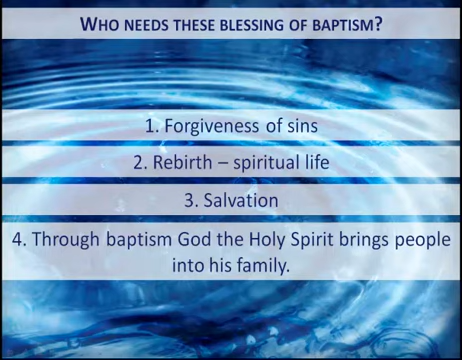 WHO NEEDS THESE BLESSING OF BAPTISM?
1. Forgiveness of sins
2. Rebirth – spiritual life
3. Salvation
4. Through baptism God the Holy Spirit brings people
into his family.